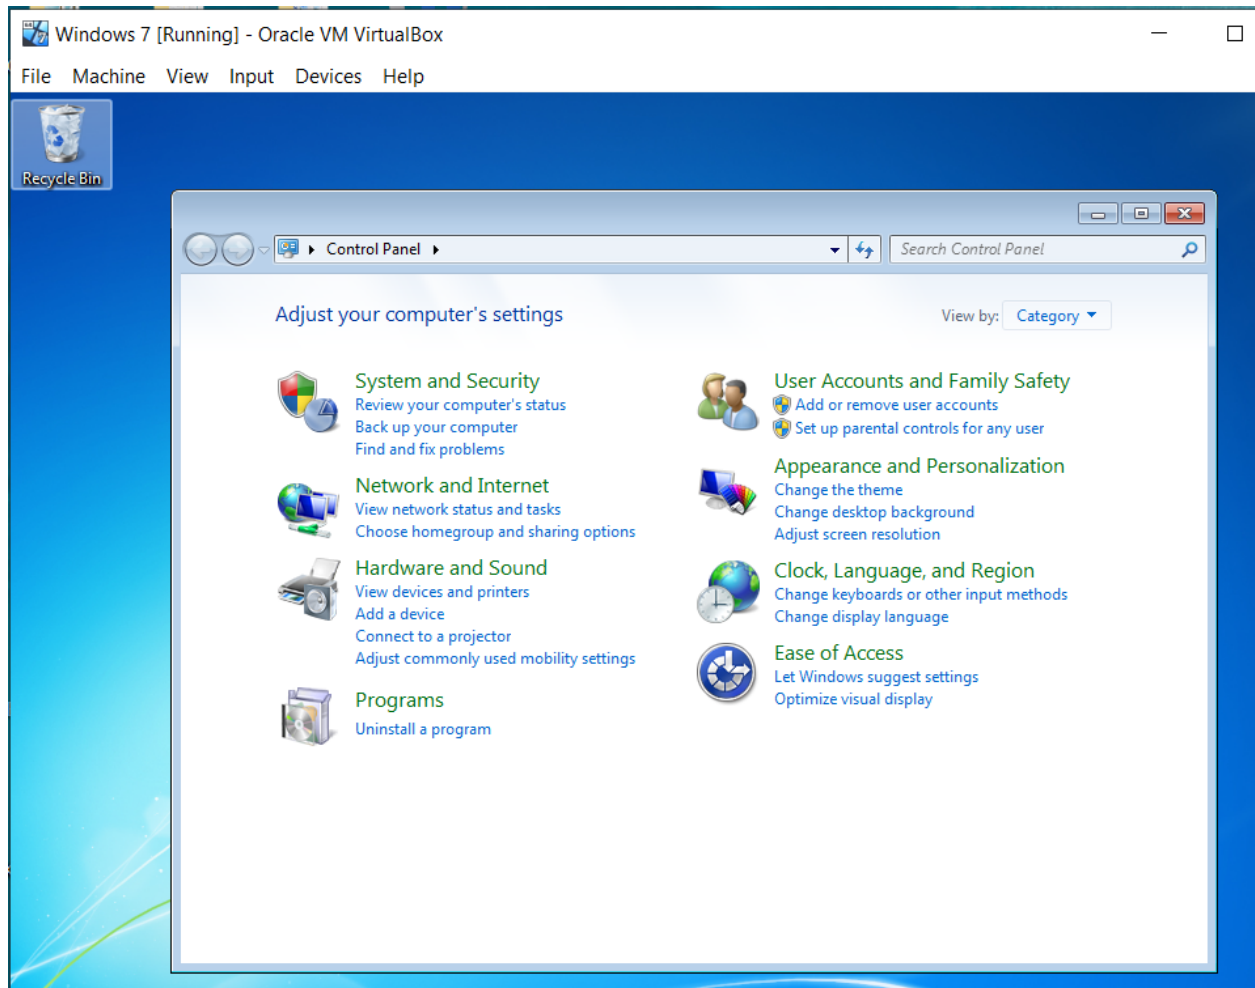 Windows 7 [Running] - Oracle VM VirtualBox
File Machine View Input Devices Help
Recycle Bin
Control Panel
Search Control Panel
Adjust your computer's settings
View by: Category
System and Security
Review your computer's status
Back up your computer
Find and fix problems
Network and Internet
View network status and tasks
Choose homegroup and sharing options
Hardware and Sound
View devices and printers
Add a device
Connect to a projector
Adjust commonly used mobility settings
Programs
Uninstall a program
User Accounts and Family Safety
Add or remove user accounts
Set up parental controls for any user
Appearance and Personalization
Change the theme
Change desktop background
Adjust screen resolution
Clock, Language, and Region
Change keyboards or other input methods
Change display language
Ease of Access
Let Windows suggest settings
Optimize visual display